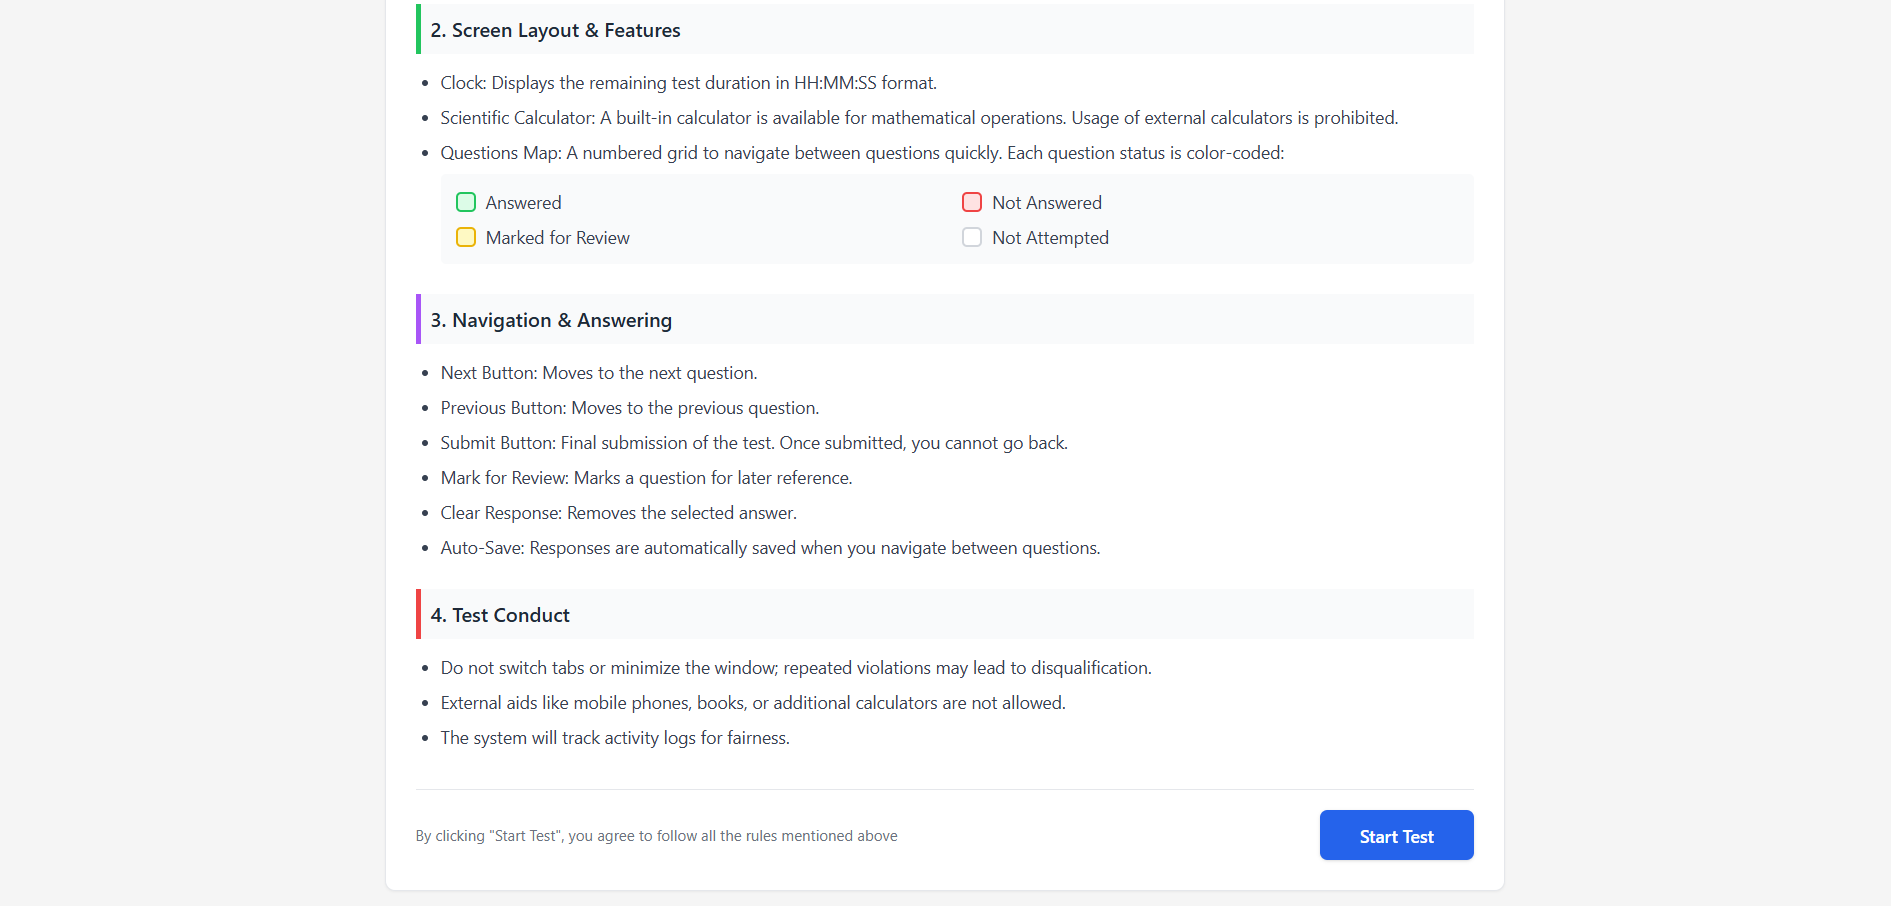 2. Screen Layout & Features
Clock: Displays the remaining test duration in HH:MM:SS format.
Scientific Calculator: A built-in calculator is available for mathematical operations. Usage of external calculators is prohibited.
Questions Map: A numbered grid to navigate between questions quickly. Each question status is color-coded:
Answered
Not Answered
Marked for Review
Not Attempted
3. Navigation & Answering
Next Button: Moves to the next question.
Previous Button: Moves to the previous question.
Submit Button: Final submission of the test. Once submitted, you cannot go back.
Mark for Review: Marks a question for later reference.
Clear Response: Removes the selected answer.
Auto-Save: Responses are automatically saved when you navigate between questions.
4. Test Conduct
Do not switch tabs or minimize the window; repeated violations may lead to disqualification.
External aids like mobile phones, books, or additional calculators are not allowed.
The system will track activity logs for fairness.
By clicking "Start Test", you agree to follow all the rules mentioned above
Start Test